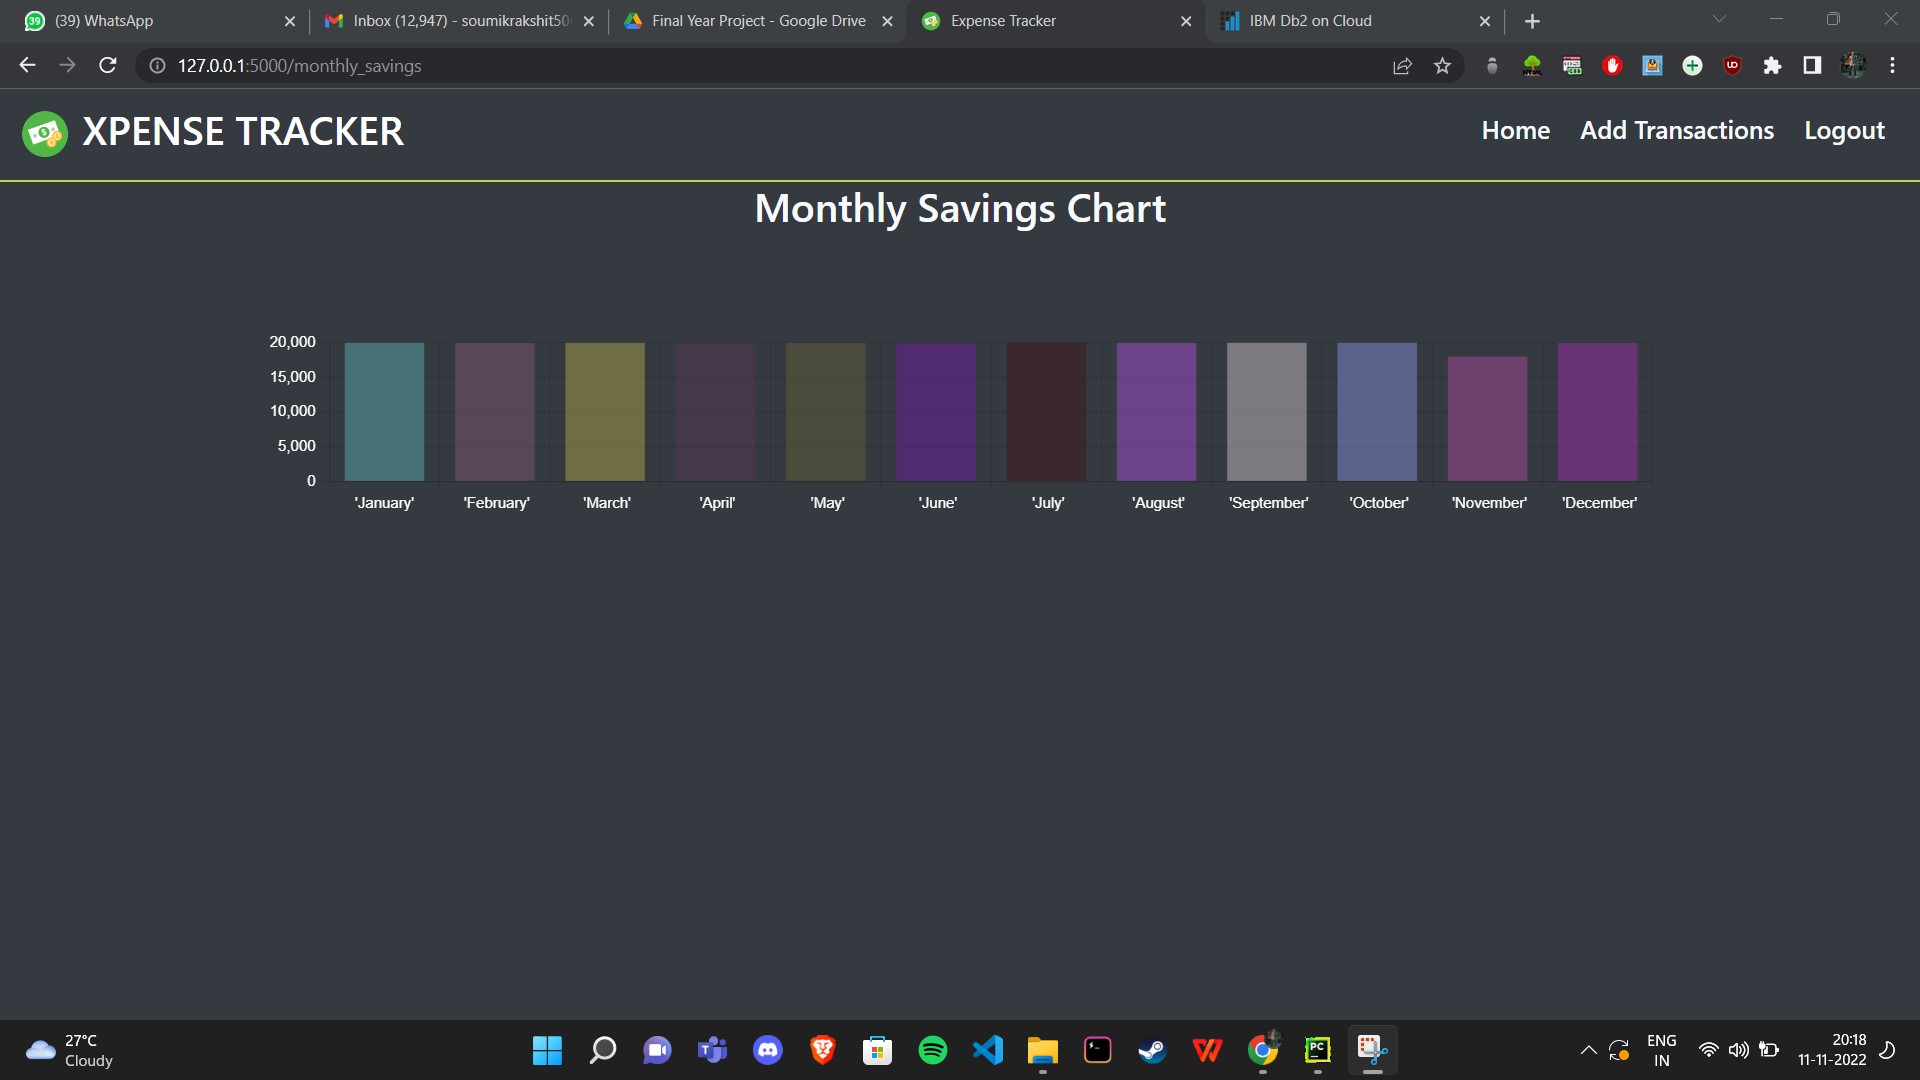 39
(39) WhatsApp
Inbox (12,947) - soumikrakshit50
Final Year Project - Google Drive
Expense Tracker
IBM Db2 on Cloud
127.0.0.1:5000/monthly_savings
XPENSE TRACKER
Home
Add Transactions
Logout
Monthly Savings Chart
20,000
15,000
10,000
5,000
0
'January'
'February'
'March'
'April'
'May'
'June'
'July'
'August'
'September'
'October'
'November'
'December'
27°C
Cloudy
PC
ENG
IN
20:18
11-11-2022